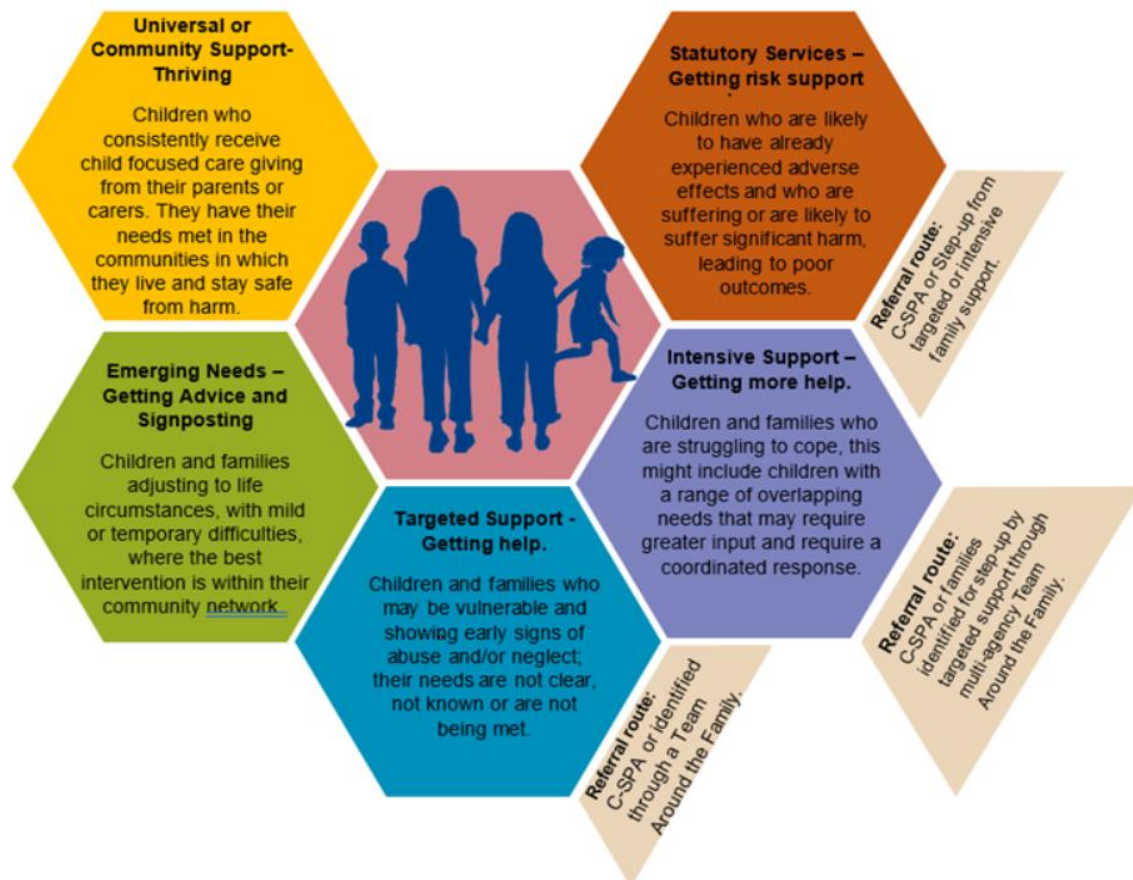 Universal or
Community Support-
Thriving
Children who
consistently receive
child focused care giving
from their parents or
carers. They have their
needs met in the
communities in which
they live and stay safe
from harm.
Emerging Needs –
Getting Advice and
Signposting
Children and families
adjusting to life
circumstances, with mild
or temporary difficulties,
where the best
intervention is within their
community network
Targeted Support -
Getting help.
Children and families who
may be vulnerable and
showing early signs of
abuse and/or neglect;
their needs are not clear,
not known or are not
being met.
Referral route:
C-SPA or identified
through a Team
Around the Family.
Intensive Support –
Getting more help.
Children and families who
are struggling to cope, this
might include children with
a range of overlapping
needs that may require
greater input and require a
coordinated response.
Referral route:
C-SPA or families
identified for step-up by
targeted support through
multi-agency Team
Around the Family.
Statutory Services –
Getting risk support
Children who are likely
to have already
experienced adverse
effects and who are
suffering or are likely to
suffer significant harm,
leading to poor
outcomes.
Referral route:
C-SPA or Step-up from
targeted or intensive
family support.